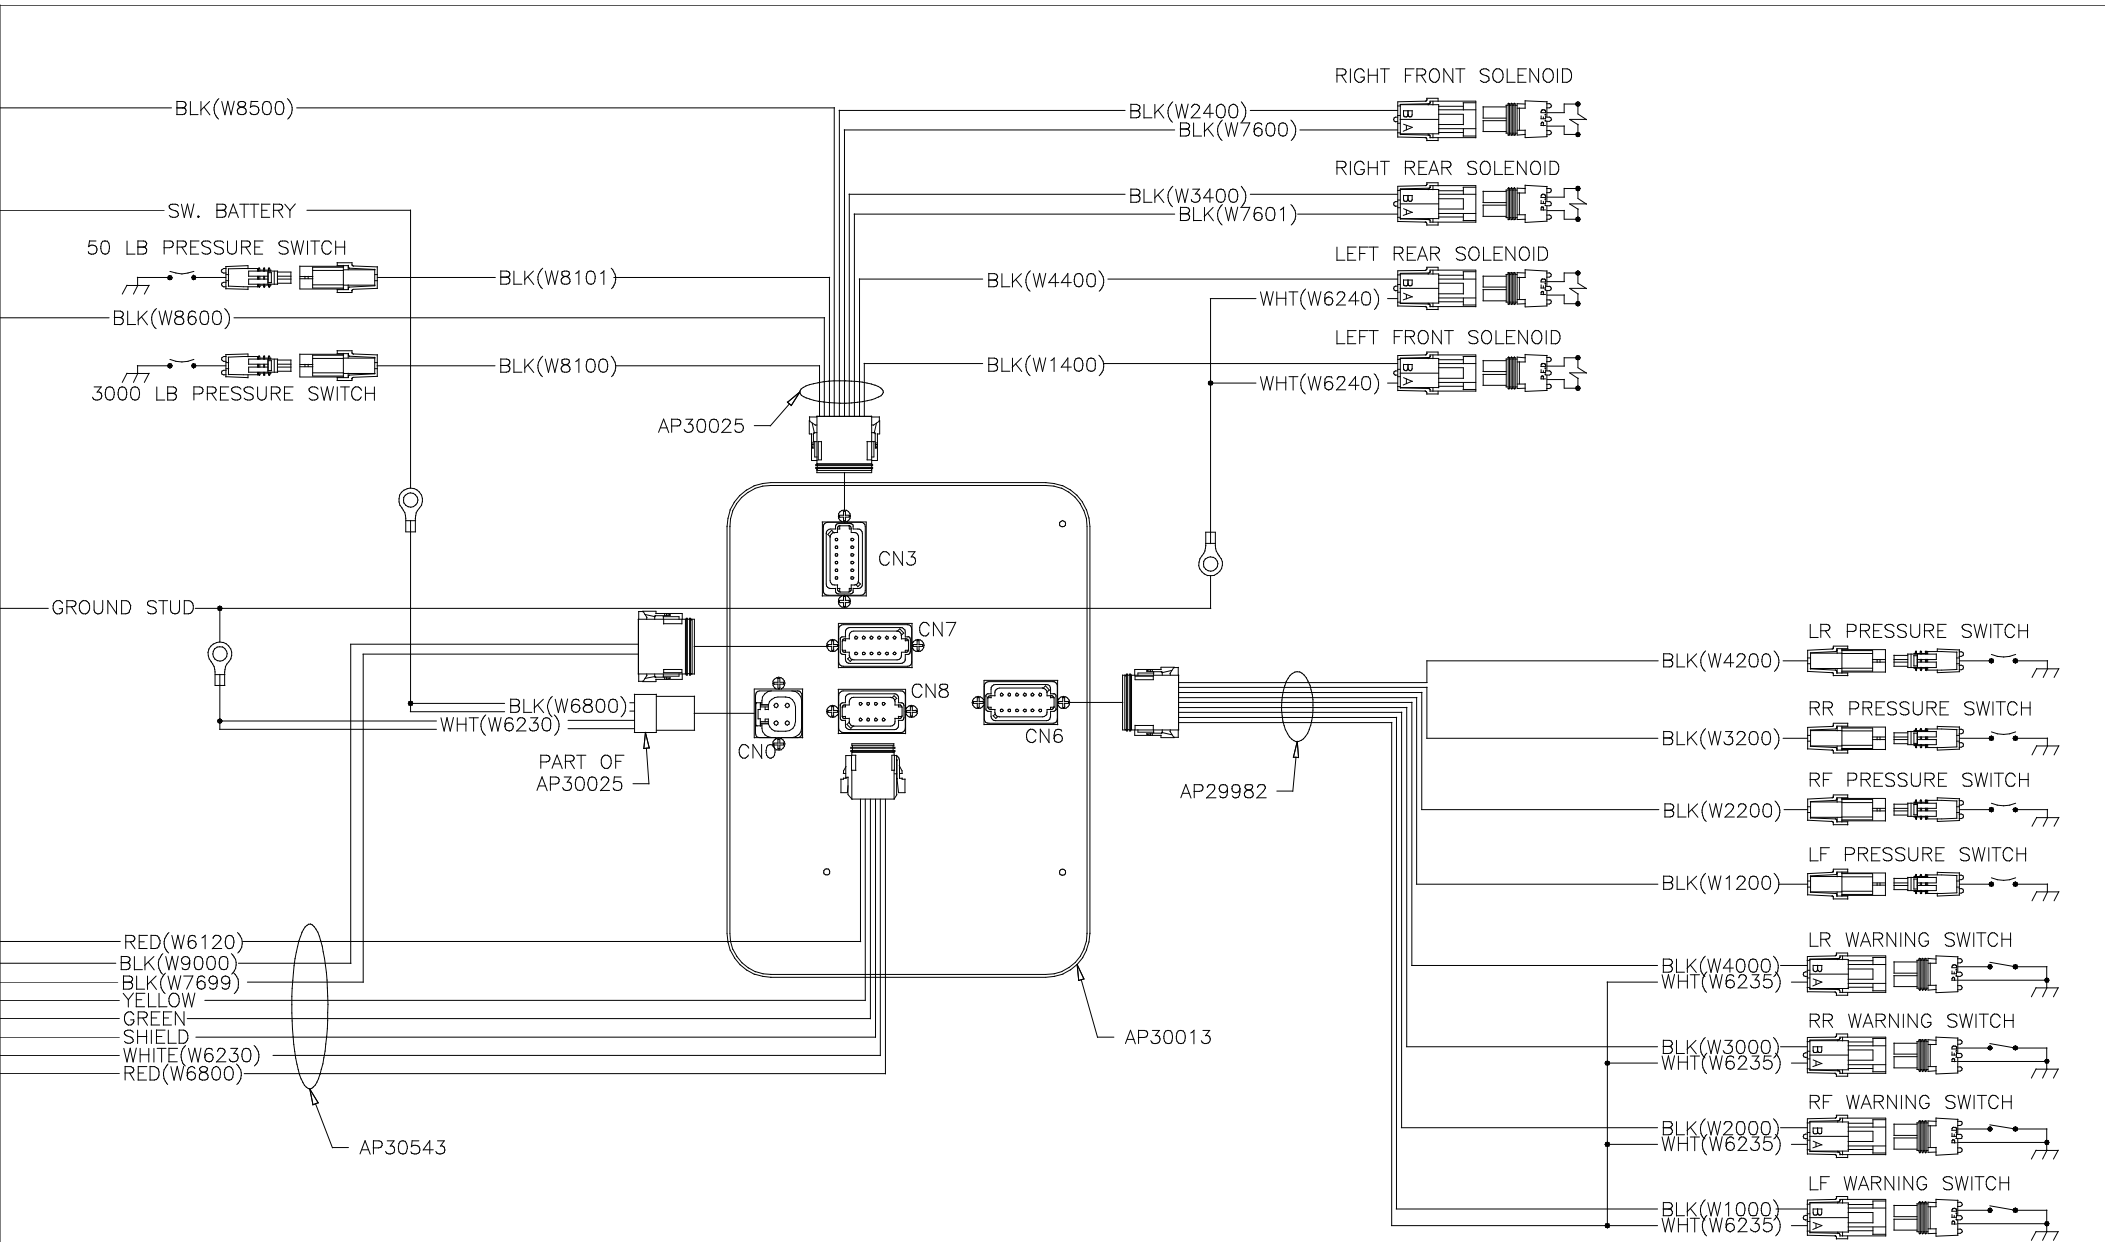 RIGHT FRONT SOLENOID
BLK(W8500)
BLK(W2400)
BLK(W7600)
B
A
RIGHT REAR SOLENOID
BLK(W3400)
BLK(W7601)
B
A
SW. BATTERY
50 LB PRESSURE SWITCH
LEFT REAR SOLENOID
BLK(W8101)
BLK(W4400)
WHT(W6240)
B
A
BLK(W8600)
LEFT FRONT SOLENOID
BLK(W8100)
BLK(W1400)
WHT(W6240)
B
A
3000 LB PRESSURE SWITCH
AP30025
CN3
GROUND STUD
CN7
CN8
CN0
CN6
BLK(W6800)
WHT(W6230)
PART OF
AP30025
AP29982
LR PRESSURE SWITCH
BLK(W4200)
RR PRESSURE SWITCH
BLK(W3200)
RF PRESSURE SWITCH
BLK(W2200)
LF PRESSURE SWITCH
BLK(W1200)
LR WARNING SWITCH
BLK(W4000)
WHT(W6235)
B
A
RR WARNING SWITCH
BLK(W3000)
WHT(W6235)
B
A
RF WARNING SWITCH
BLK(W2000)
WHT(W6235)
B
A
LF WARNING SWITCH
BLK(W1000)
WHT(W6235)
B
A
RED(W6120)
BLK(W9000)
BLK(W7699)
YELLOW
GREEN
SHIELD
WHITE(W6230)
RED(W6800)
AP30013
AP30543